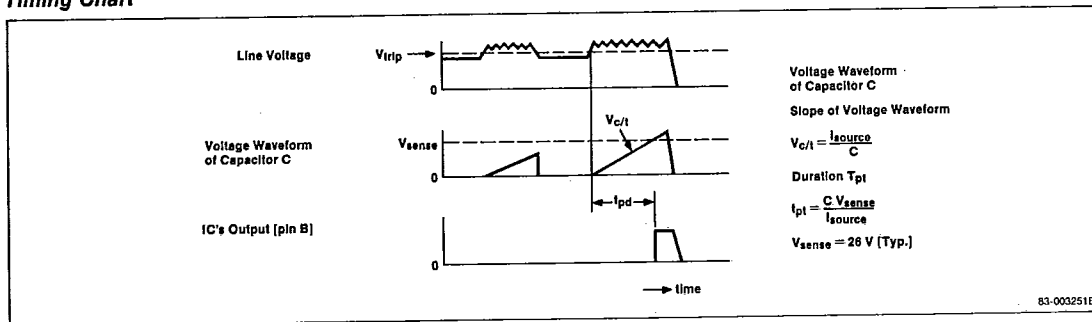 Timing Chart
Line Voltage
Vtrip
0
Voltage Waveform
of Capacitor C
Vsense
Vc/t
0
tpd
IC's Output [pin B]
0
time
Voltage Waveform
of Capacitor C
Slope of Voltage Waveform
Vc/t = Isource / C
Duration Tpt
tpt = C Vsense / Isource
Vsense = 26 V [Typ.]
83-003251B